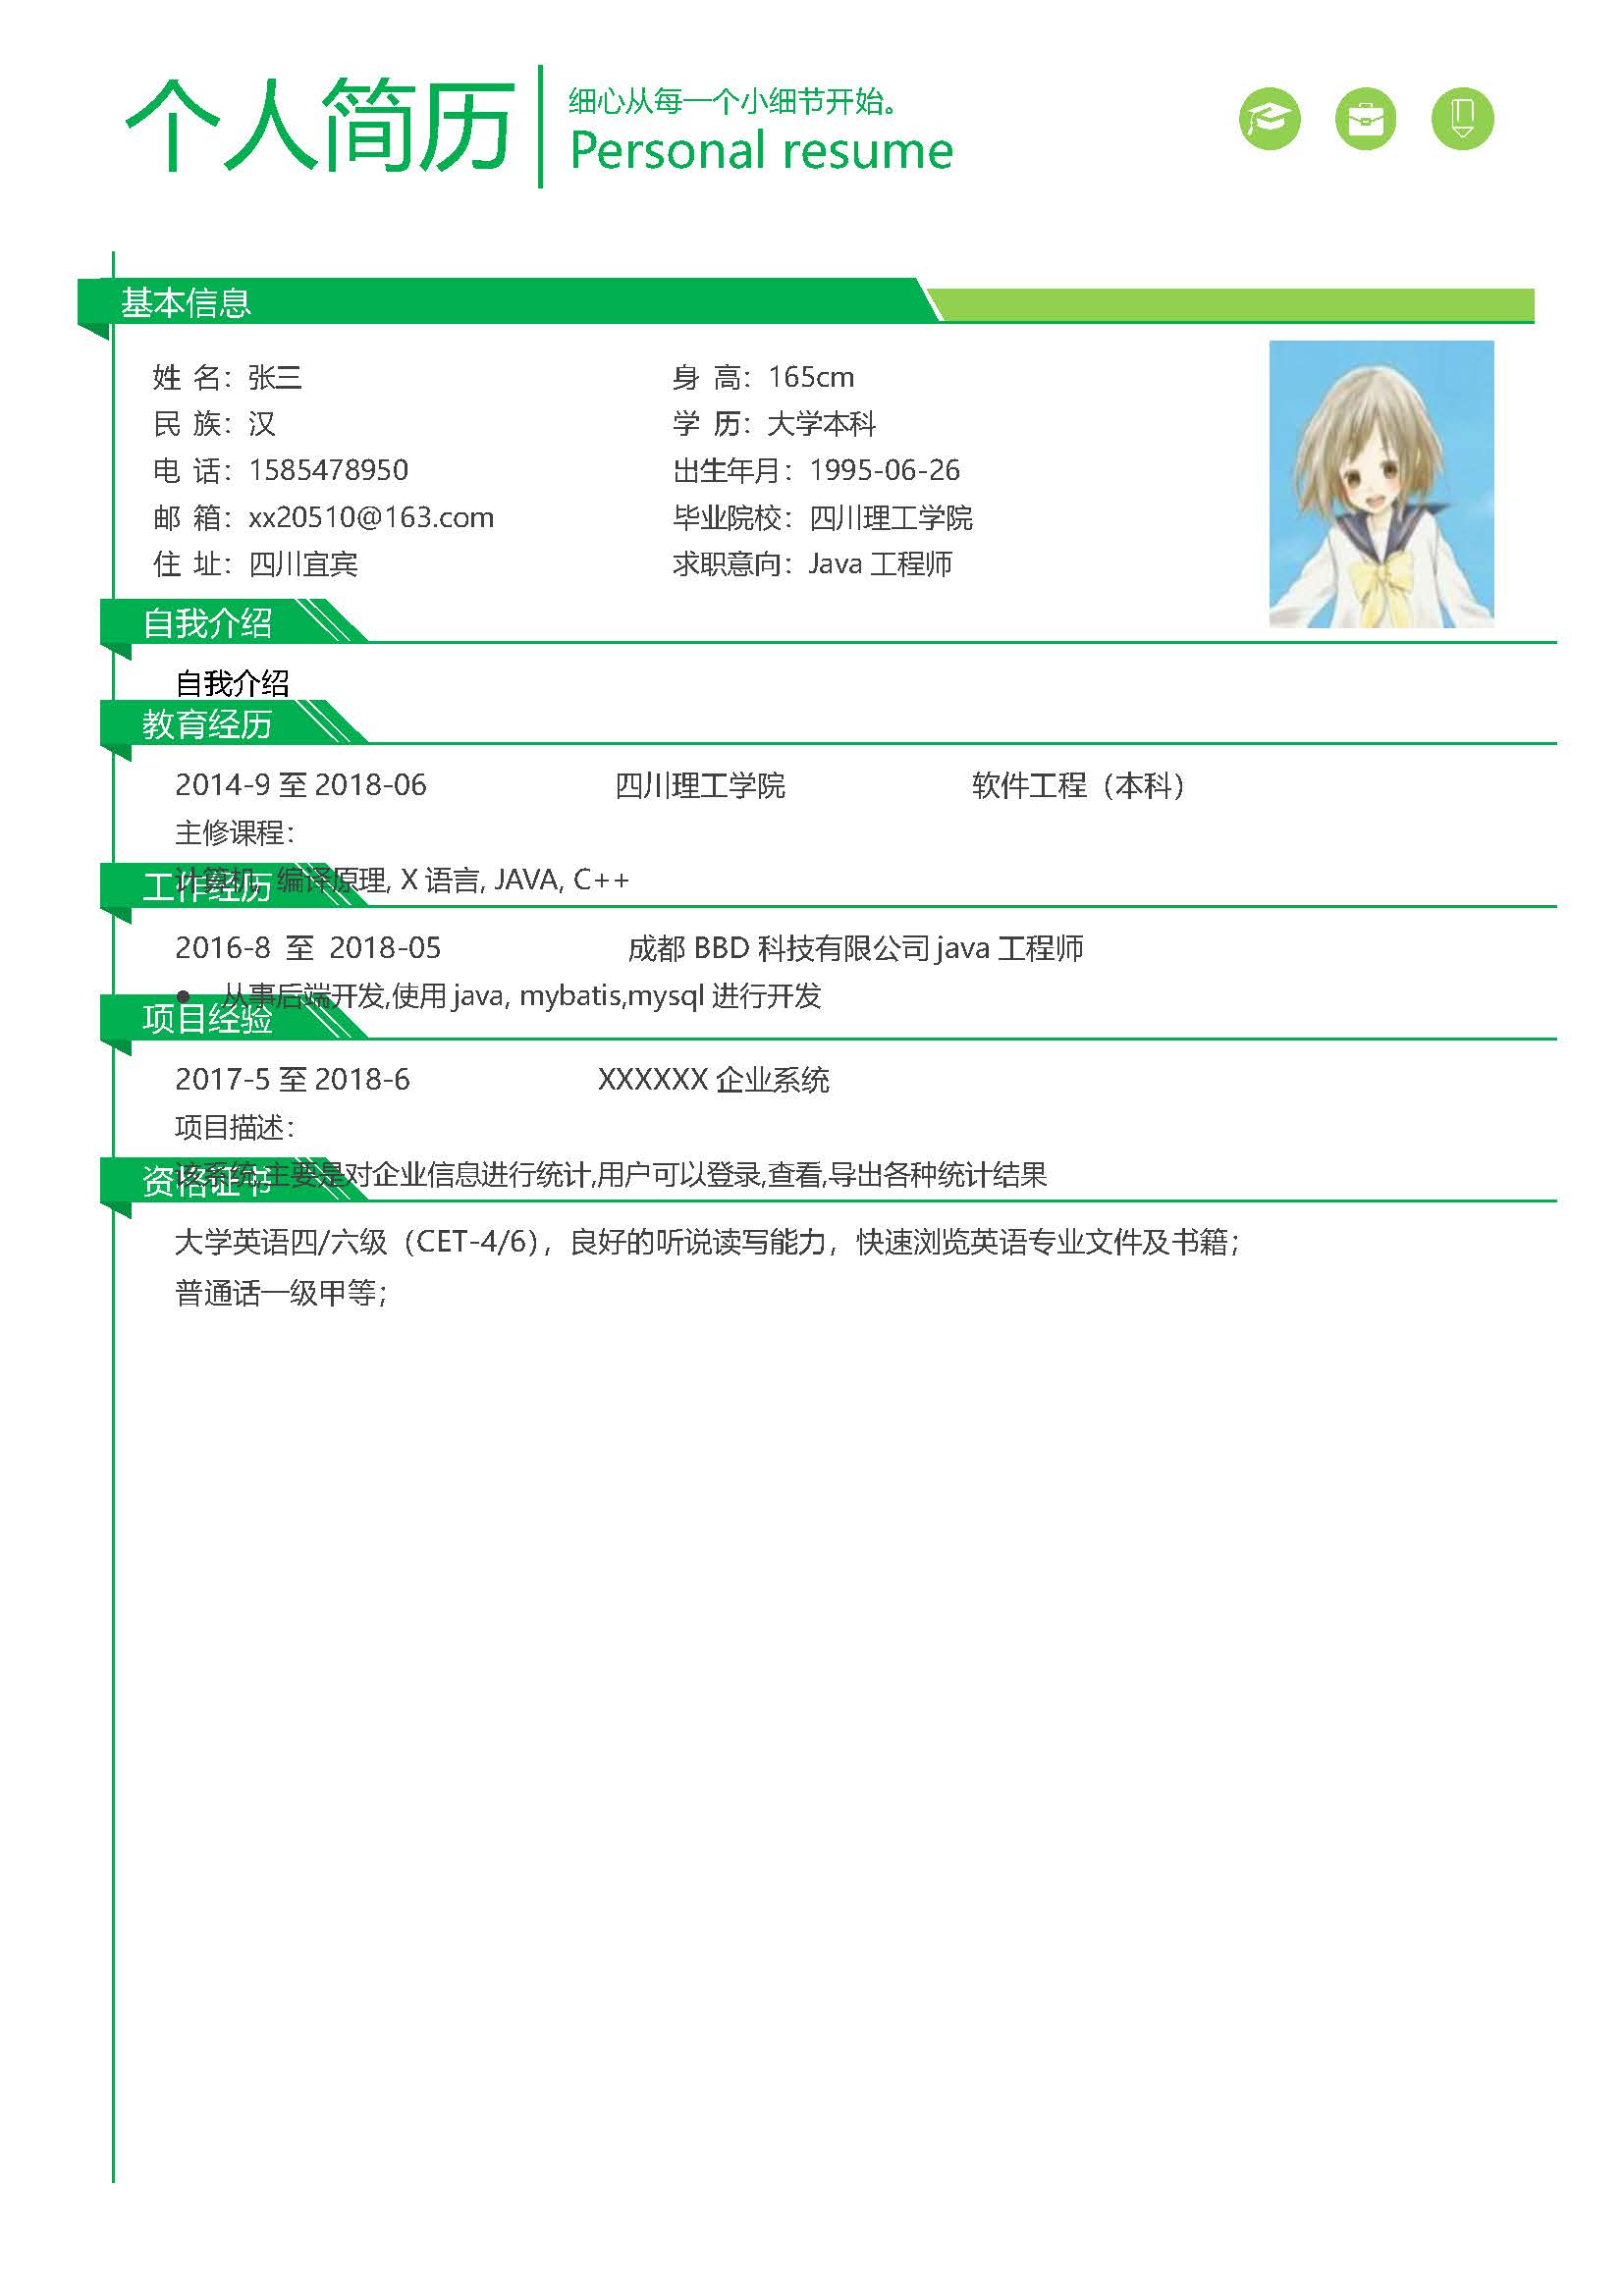 个人简历
细心从每一个小细节开始。
Personal resume
基本信息
姓 名：张三
身 高：165cm
民 族：汉
学 历：大学本科
电 话：1585478950
出生年月：1995-06-26
邮 箱：xx20510@163.com
毕业院校：四川理工学院
住 址：四川宜宾
求职意向：Java 工程师
自我介绍
自我介绍
教育经历
2014-9 至 2018-06 四川理工学院 软件工程（本科）
主修课程：
计算机, 编译原理, X 语言, JAVA, C++
工作经历
2016-8 至 2018-05 成都 BBD 科技有限公司 java 工程师
● 从事后端开发,使用 java, mybatis,mysql 进行开发
项目经验
2017-5 至 2018-6 XXXXXX 企业系统
项目描述：
该系统,主要是对企业信息进行统计,用户可以登录,查看,导出各种统计结果
资格证书
大学英语四/六级（CET-4/6），良好的听说读写能力，快速浏览英语专业文件及书籍；
普通话一级甲等；